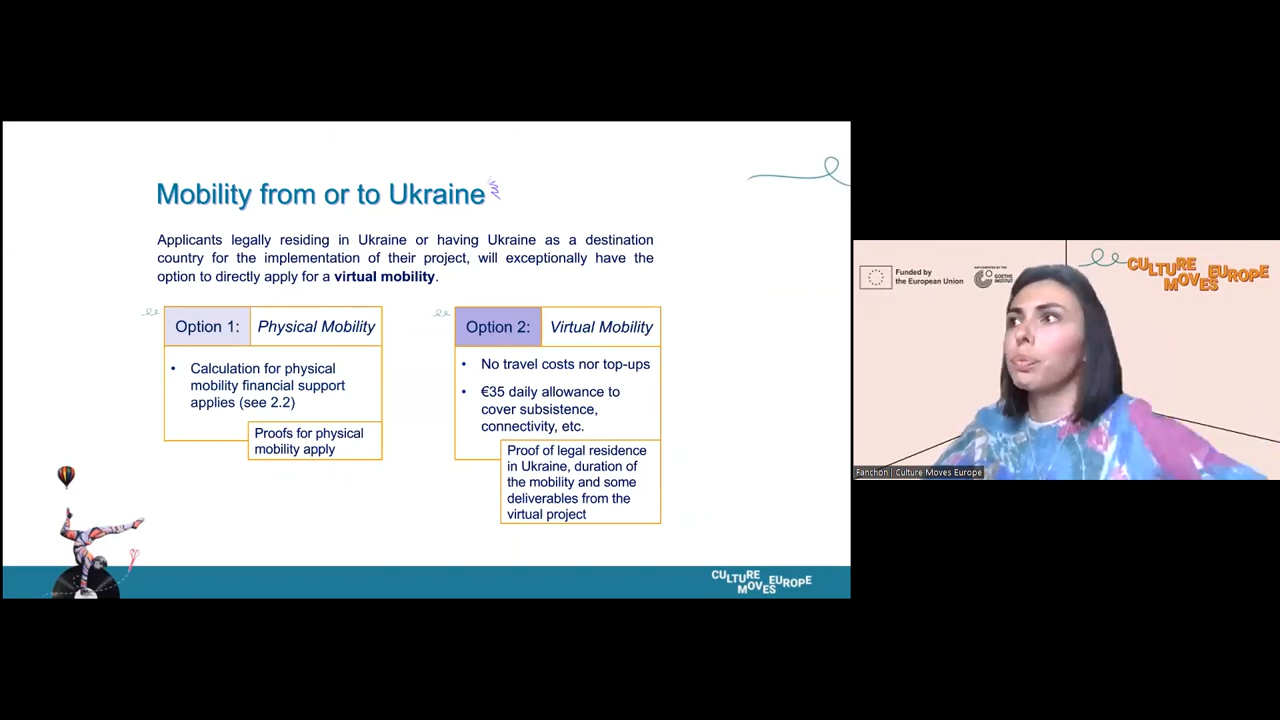 Mobility from or to Ukraine
Applicants legally residing in Ukraine or having Ukraine as a destination
country for the implementation of their project, will exceptionally have the
option to directly apply for a virtual mobility.
Option 1:
Physical Mobility
• Calculation for physical
mobility financial support
applies (see 2.2)
Proofs for physical
mobility apply
Option 2:
Virtual Mobility
• No travel costs nor top-ups
• €35 daily allowance to
cover subsistence,
connectivity, etc.
Proof of legal residence
in Ukraine, duration of
the mobility and some
deliverables from the
virtual project
CULTURE
MOVES EUROPE
Funded by
the European Union
IMPLEMENTED BY THE
GOETHE
INSTITUT
CULTURE
MOVES EUROPE
Fanchon | Culture Moves Europe